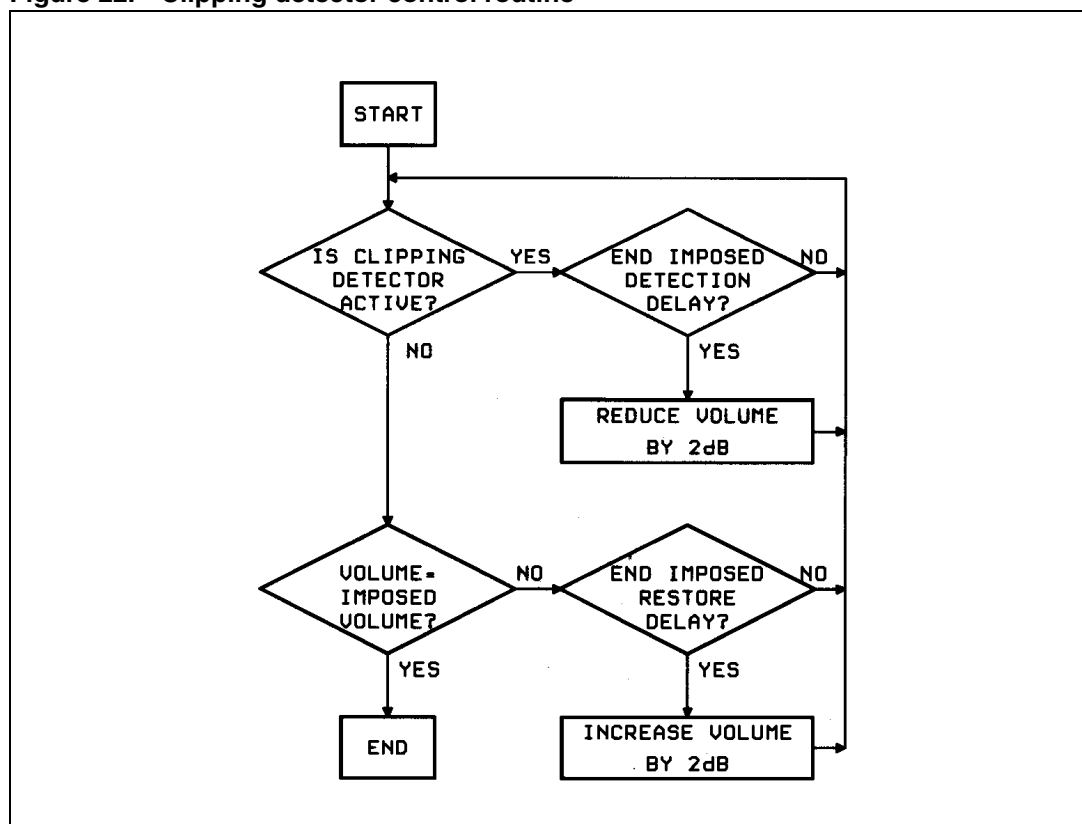 Figure 22. Clipping detector control routine
START
IS CLIPPING
DETECTOR
ACTIVE?
YES
END IMPOSED
DETECTION
DELAY?
NO
NO
YES
REDUCE VOLUME
BY 2dB
VOLUME=
IMPOSED
VOLUME?
NO
END IMPOSED
RESTORE
DELAY?
NO
YES
YES
END
INCREASE VOLUME
BY 2dB